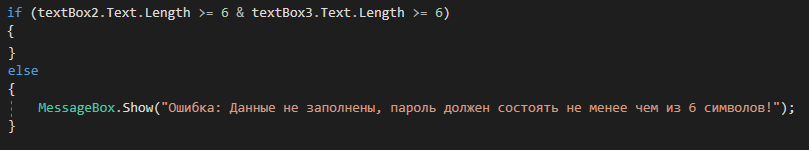 if (textBox2.Text.Length >= 6 & textBox3.Text.Length >= 6)
{
}
else
{
MessageBox.Show("Ошибка: Данные не заполнены, пароль должен состоять не менее чем из 6 символов!");
}